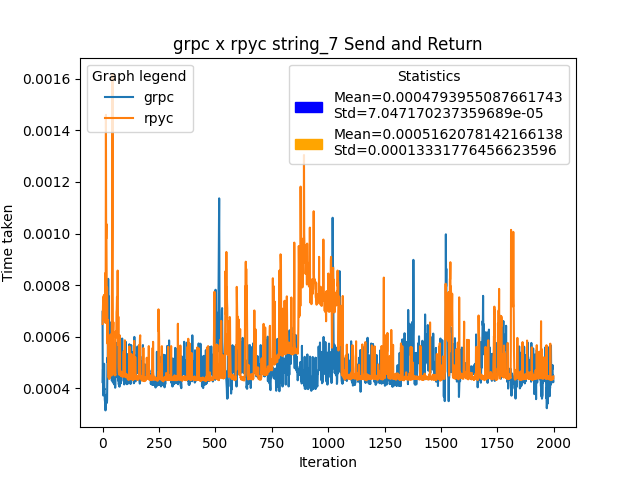 grpc x rpyc string_7 Send and Return
Graph legend
grpc
rpyc
Statistics
Mean=0.0004793955087661743
Std=7.047170237359689e-05
Mean=0.0005162078142166138
Std=0.00013331776456623596
Time taken
0.0016
0.0014
0.0012
0.0010
0.0008
0.0006
0.0004
0
250
500
750
1000
1250
1500
1750
2000
Iteration